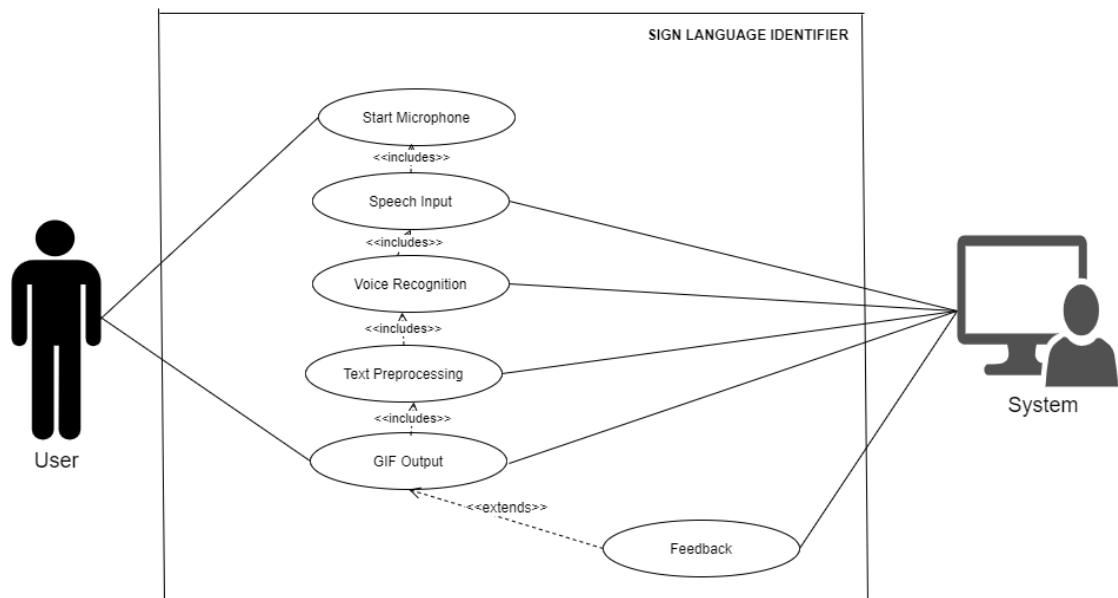 SIGN LANGUAGE IDENTIFIER
Start Microphone
<<includes>>
Speech Input
<<includes>>
Voice Recognition
<<includes>>
Text Preprocessing
<<includes>>
GIF Output
<<extends>>
Feedback
User
System